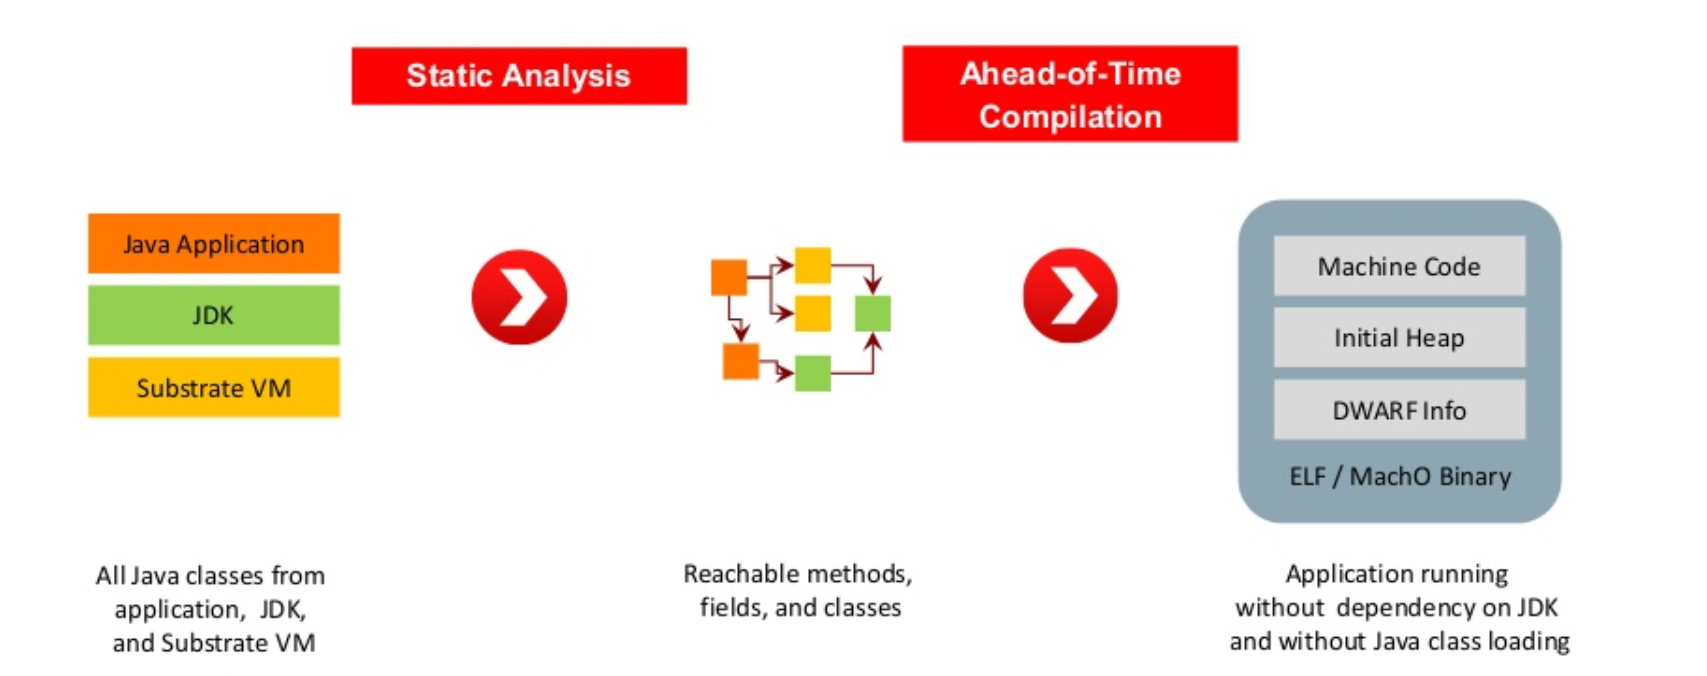 Static Analysis
Ahead-of-Time
Compilation
Java Application
JDK
Substrate VM
Machine Code
Initial Heap
DWARF Info
ELF / MachO Binary
All Java classes from
application, JDK,
and Substrate VM
Reachable methods,
fields, and classes
Application running
without dependency on JDK
and without Java class loading